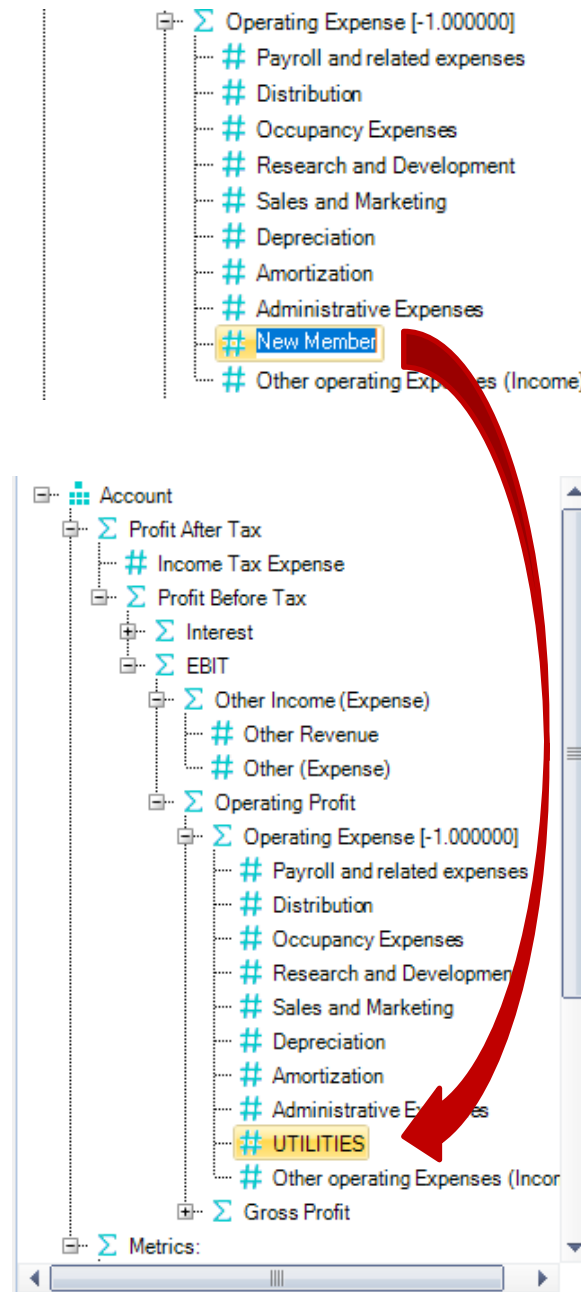 Operating Expense [-1.000000]
Payroll and related expenses
Distribution
Occupancy Expenses
Research and Development
Sales and Marketing
Depreciation
Amortization
Administrative Expenses
New Member
Other operating Expenses (Income)
Account
Profit After Tax
Income Tax Expense
Profit Before Tax
Interest
EBIT
Other Income (Expense)
Other Revenue
Other (Expense)
Operating Profit
Operating Expense [-1.000000]
Payroll and related expenses
Distribution
Occupancy Expenses
Research and Developmen
Sales and Marketing
Depreciation
Amortization
Administrative Expenses
UTILITIES
Other operating Expenses (Incor
Gross Profit
Metrics: